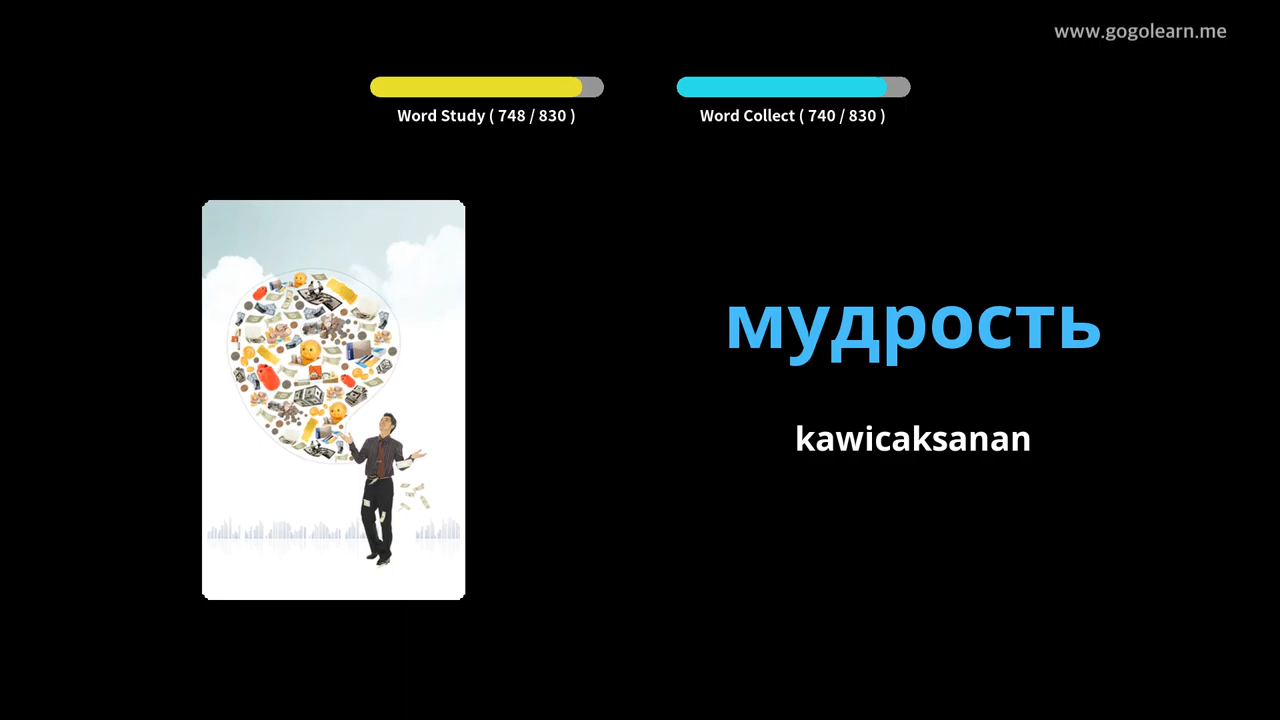 www.gogolearn.me
Word Study ( 748 / 830 )
Word Collect ( 740 / 830 )
мудрость
kawicaksanan